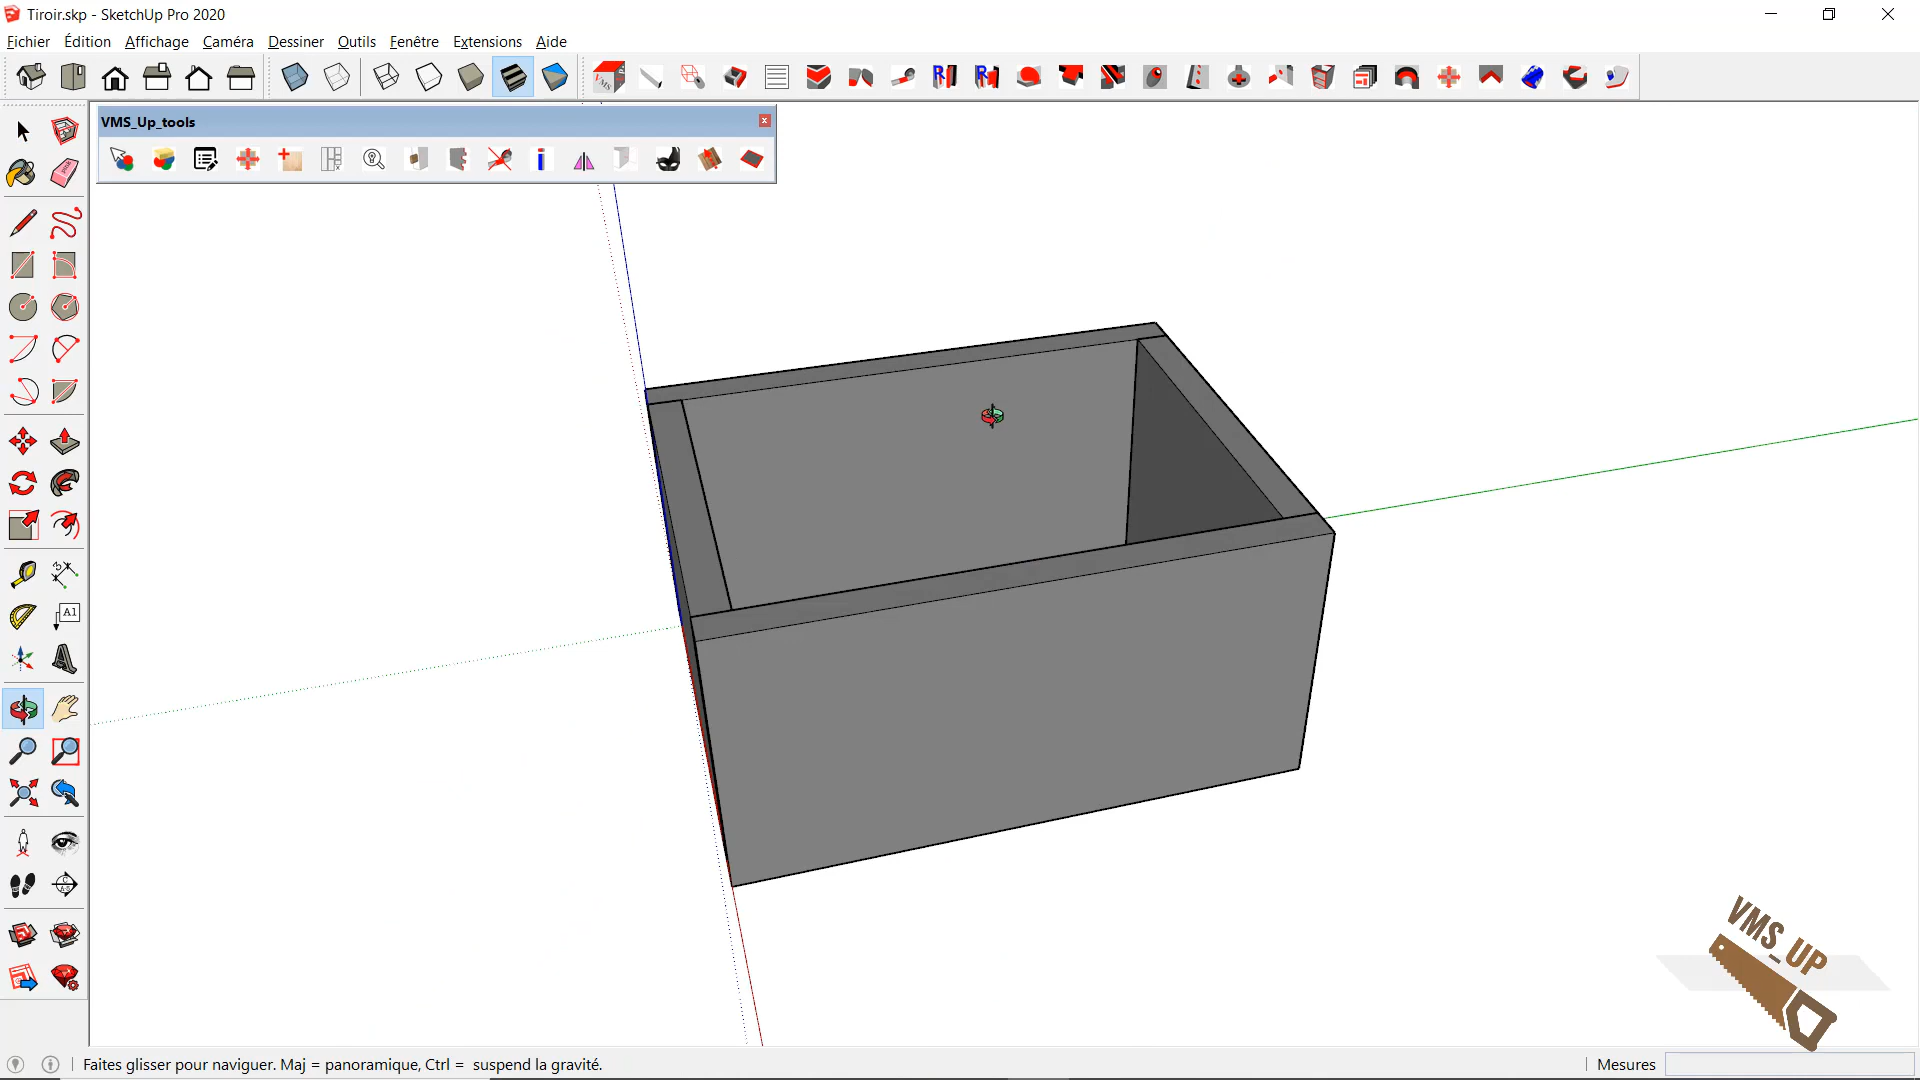 Tiroir.skp - SketchUp Pro 2020
Fichier Édition Affichage Caméra Dessiner Outils Fenêtre Extensions Aide
VMS
VMS_Up_tools
A1
VMS_UP
Faites glisser pour naviguer. Maj = panoramique, Ctrl = suspend la gravité.
Mesures